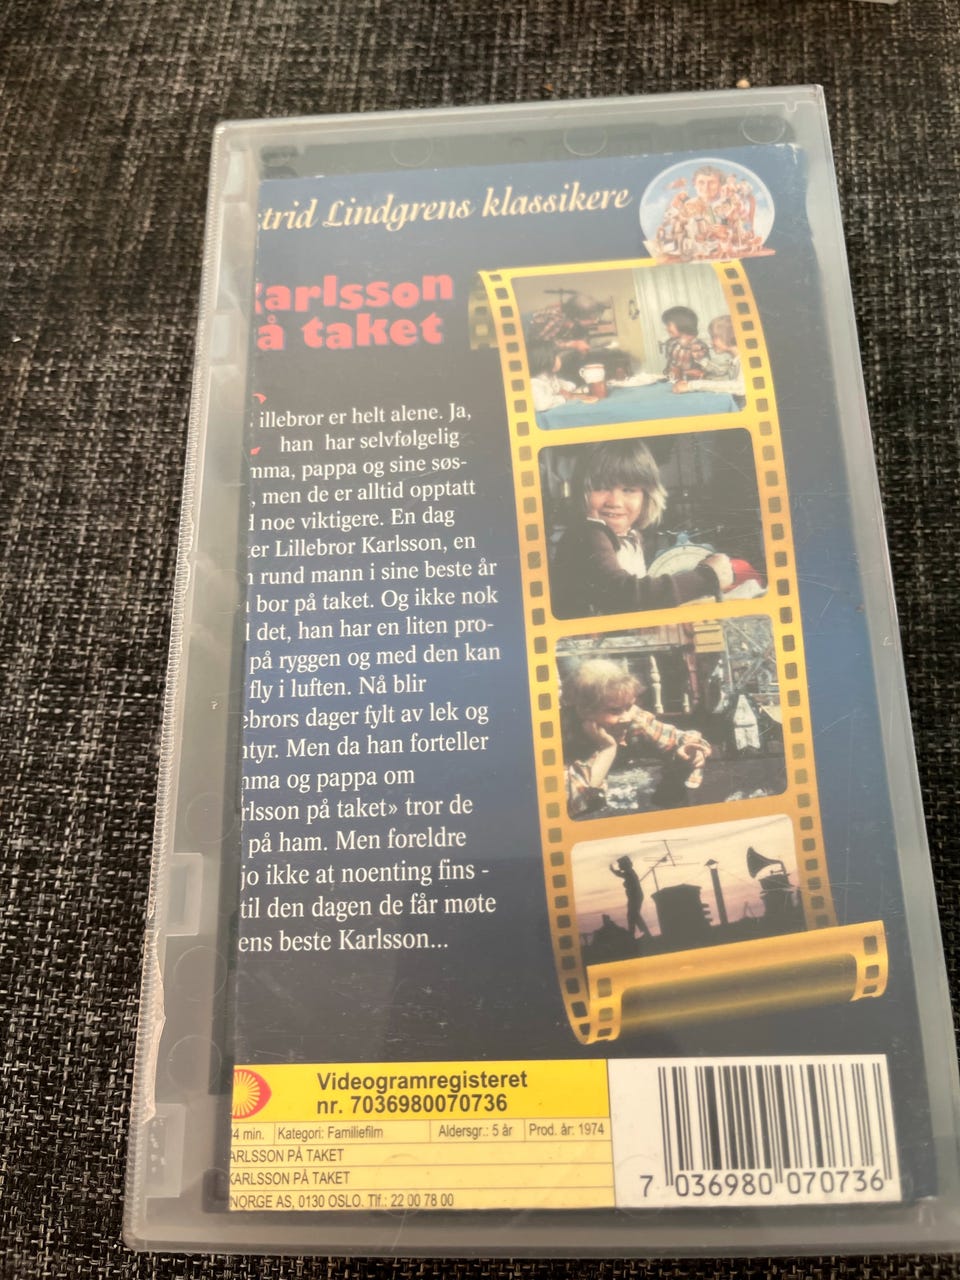 strid Lindgrens klassikere
arlsson
å taket
illebror er helt alene. Ja,
han har selvfølgelig
mma, pappa og sine søs-
, men de er alltid opptatt
noe viktigere. En dag
ter Lillebror Karlsson, en
rund mann i sine beste år
bor på taket. Og ikke nok
det, han har en liten pro-
på ryggen og med den kan
fly i luften. Nå blir
ebrors dager fylt av lek og
ntyr. Men da han forteller
mma og pappa om
rlsson på taket» tror de
på ham. Men foreldre
jo ikke at noenting fins -
til den dagen de får møte
ens beste Karlsson...
Videogramregisteret
nr. 7036980070736
4 min. Kategori: Familiefilm Aldersgr.: 5 år Prod. år: 1974
ARLSSON PÅ TAKET
KARLSSON PÅ TAKET
NORGE AS, 0130 OSLO. Tlf.: 22 00 78 00
7 036980 070736